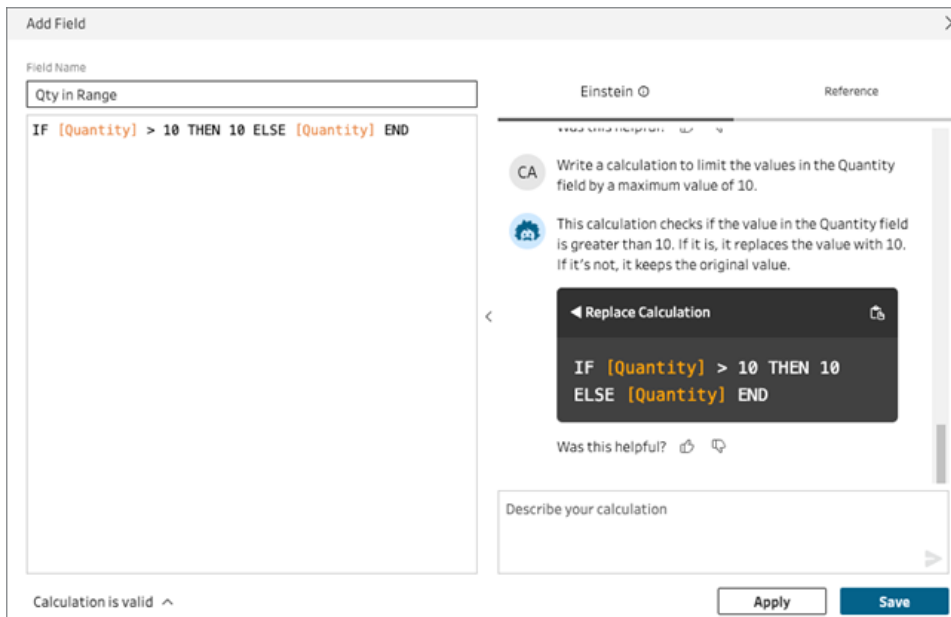 Add Field
Field Name
Qty in Range
IF [Quantity] > 10 THEN 10 ELSE [Quantity] END
Einstein
Reference
Was this helpful?
CA
Write a calculation to limit the values in the Quantity
field by a maximum value of 10.
This calculation checks if the value in the Quantity field
is greater than 10. If it is, it replaces the value with 10.
If it's not, it keeps the original value.
Replace Calculation
IF [Quantity] > 10 THEN 10
ELSE [Quantity] END
Was this helpful?
Describe your calculation
Calculation is valid
Apply
Save